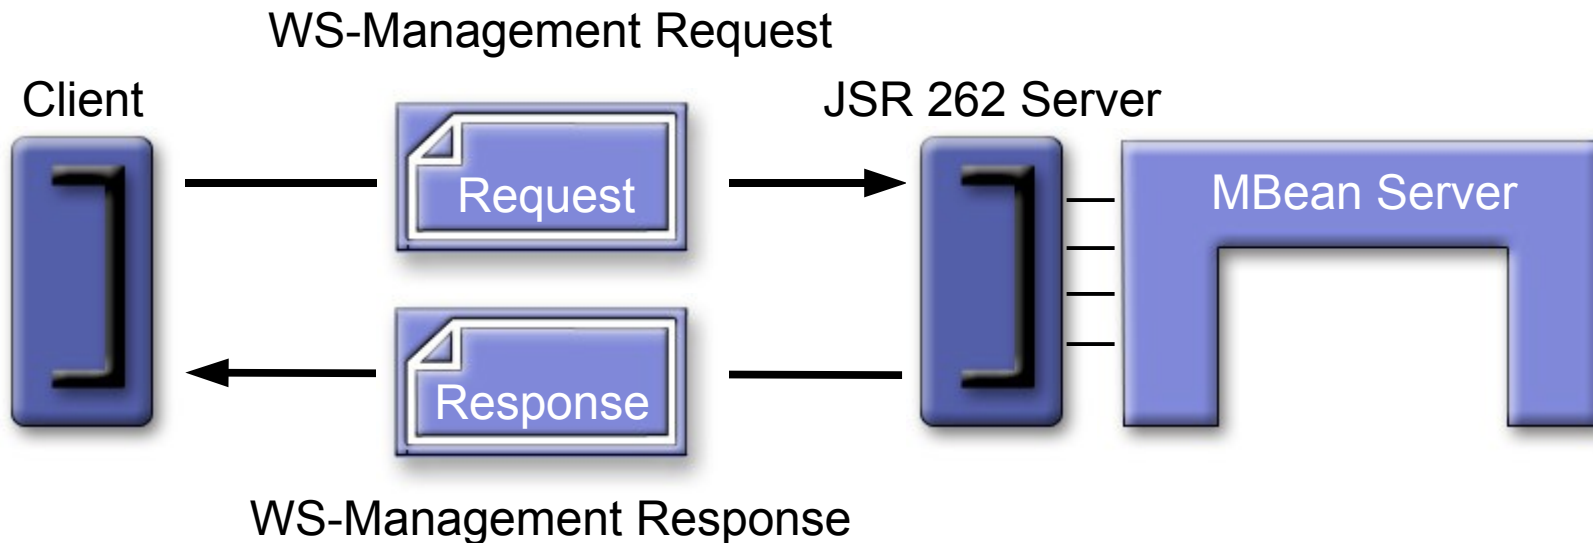 WS-Management Request
Client
JSR 262 Server
Request
MBean Server
Response
WS-Management Response